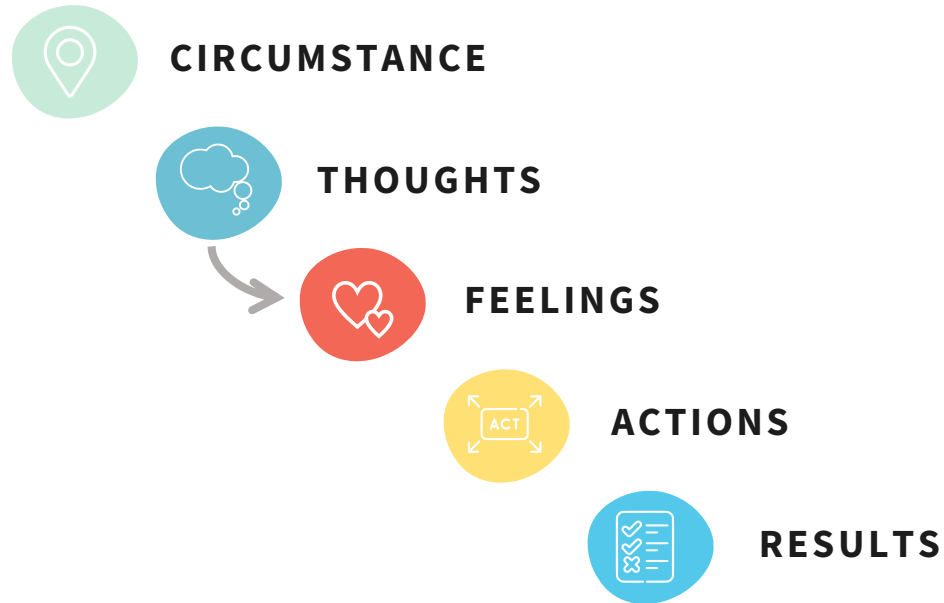 CIRCUMSTANCE
THOUGHTS
FEELINGS
ACT
ACTIONS
RESULTS